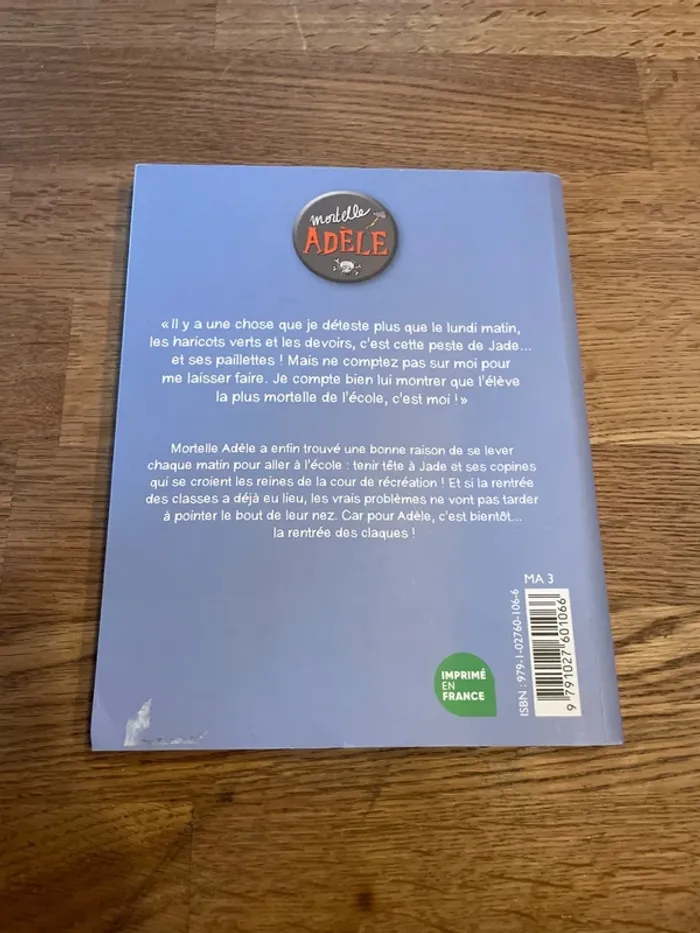 mortelle
ADÈLE
« Il y a une chose que je déteste plus que le lundi matin,
les haricots verts et les devoirs, c'est cette peste de Jade...
et ses paillettes ! Mais ne comptez pas sur moi pour
me laisser faire. Je compte bien lui montrer que l'élève
la plus mortelle de l'école, c'est moi ! »
Mortelle Adèle a enfin trouvé une bonne raison de se lever
chaque matin pour aller à l'école : tenir tête à Jade et ses copines
qui se croient les reines de la cour de récréation ! Et si la rentrée
des classes a déjà eu lieu, les vrais problèmes ne vont pas tarder
à pointer le bout de leur nez. Car pour Adèle, c'est bientôt...
la rentrée des claques !
MA 3
ISBN : 979-1-02760-106-6
9 791027 601066
IMPRIMÉ
EN
FRANCE